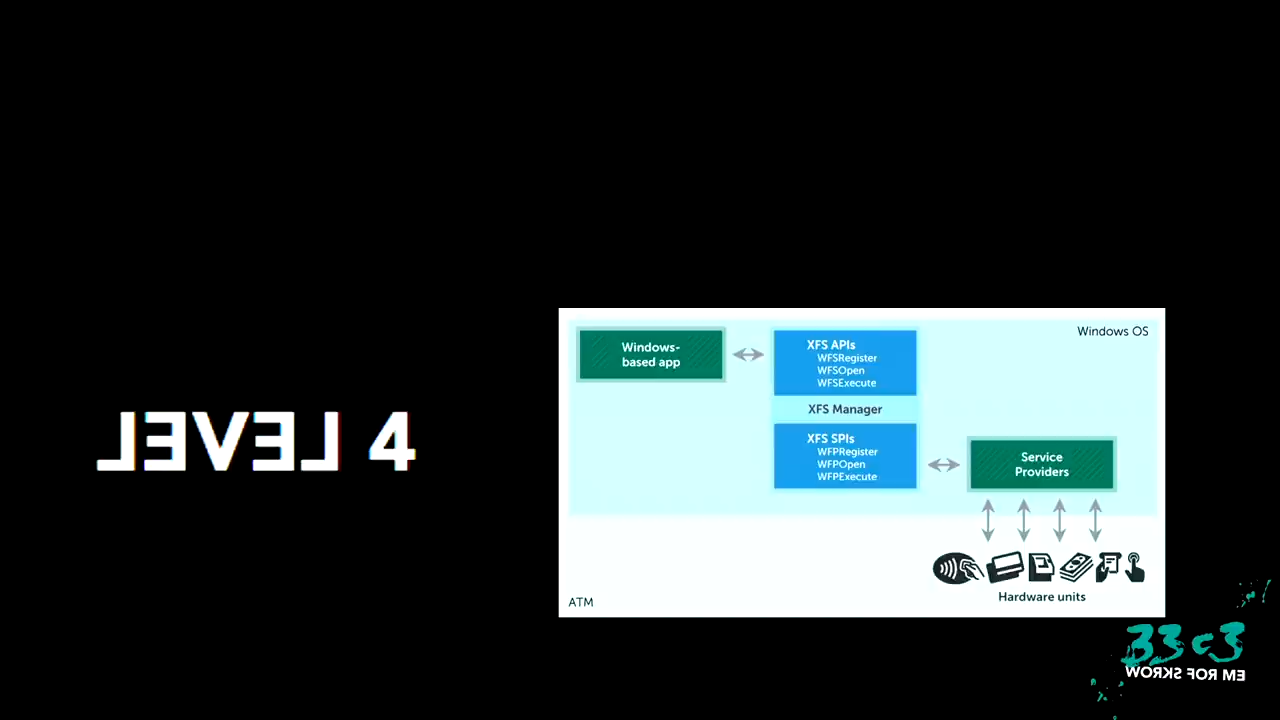 LEVEL 4
Windows OS
Windows-
based app
XFS APIs
WFSRegister
WFSOpen
WFSExecute
XFS Manager
XFS SPIs
WFPRegister
WFPOpen
WFPExecute
Service
Providers
Hardware units
ATM
33c3
WORKS FOR ME